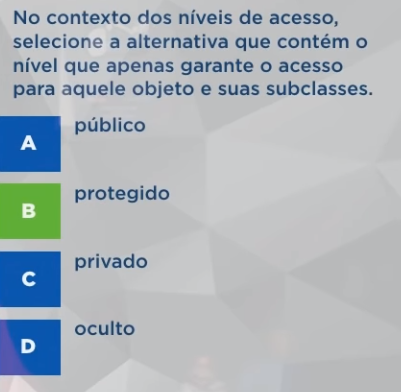 No contexto dos níveis de acesso,
selecione a alternativa que contém o
nível que apenas garante o acesso
para aquele objeto e suas subclasses.
A público
B protegido
C privado
D oculto